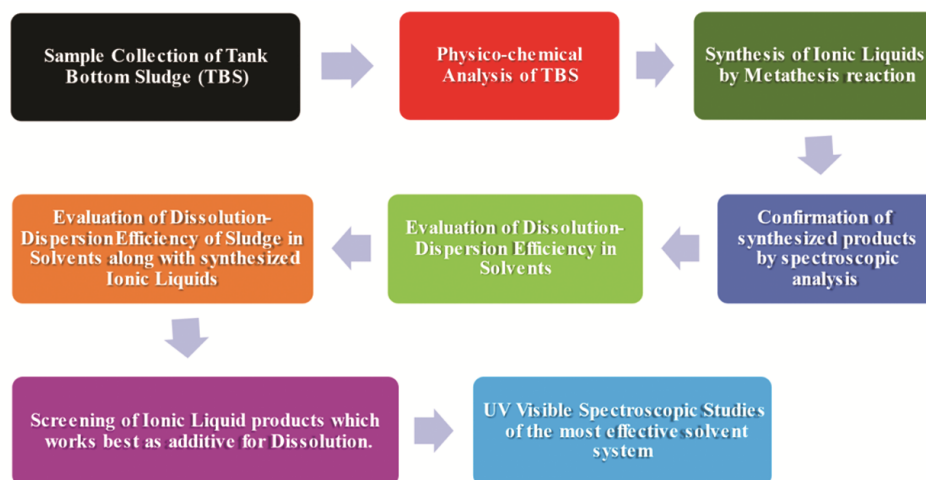 Sample Collection of Tank
Bottom Sludge (TBS)
Physico-chemical
Analysis of TBS
Synthesis of Ionic Liquids
by Metathesis reaction
Confirmation of
synthesized products
by spectroscopic
analysis
Evaluation of Dissolution-
Dispersion Efficiency in
Solvents
Evaluation of Dissolution-
Dispersion Efficiency of Sludge in
Solvents along with synthesized
Ionic Liquids
Screening of Ionic Liquid products which
works best as additive for Dissolution.
UV Visible Spectroscopic Studies
of the most effective solvent
system